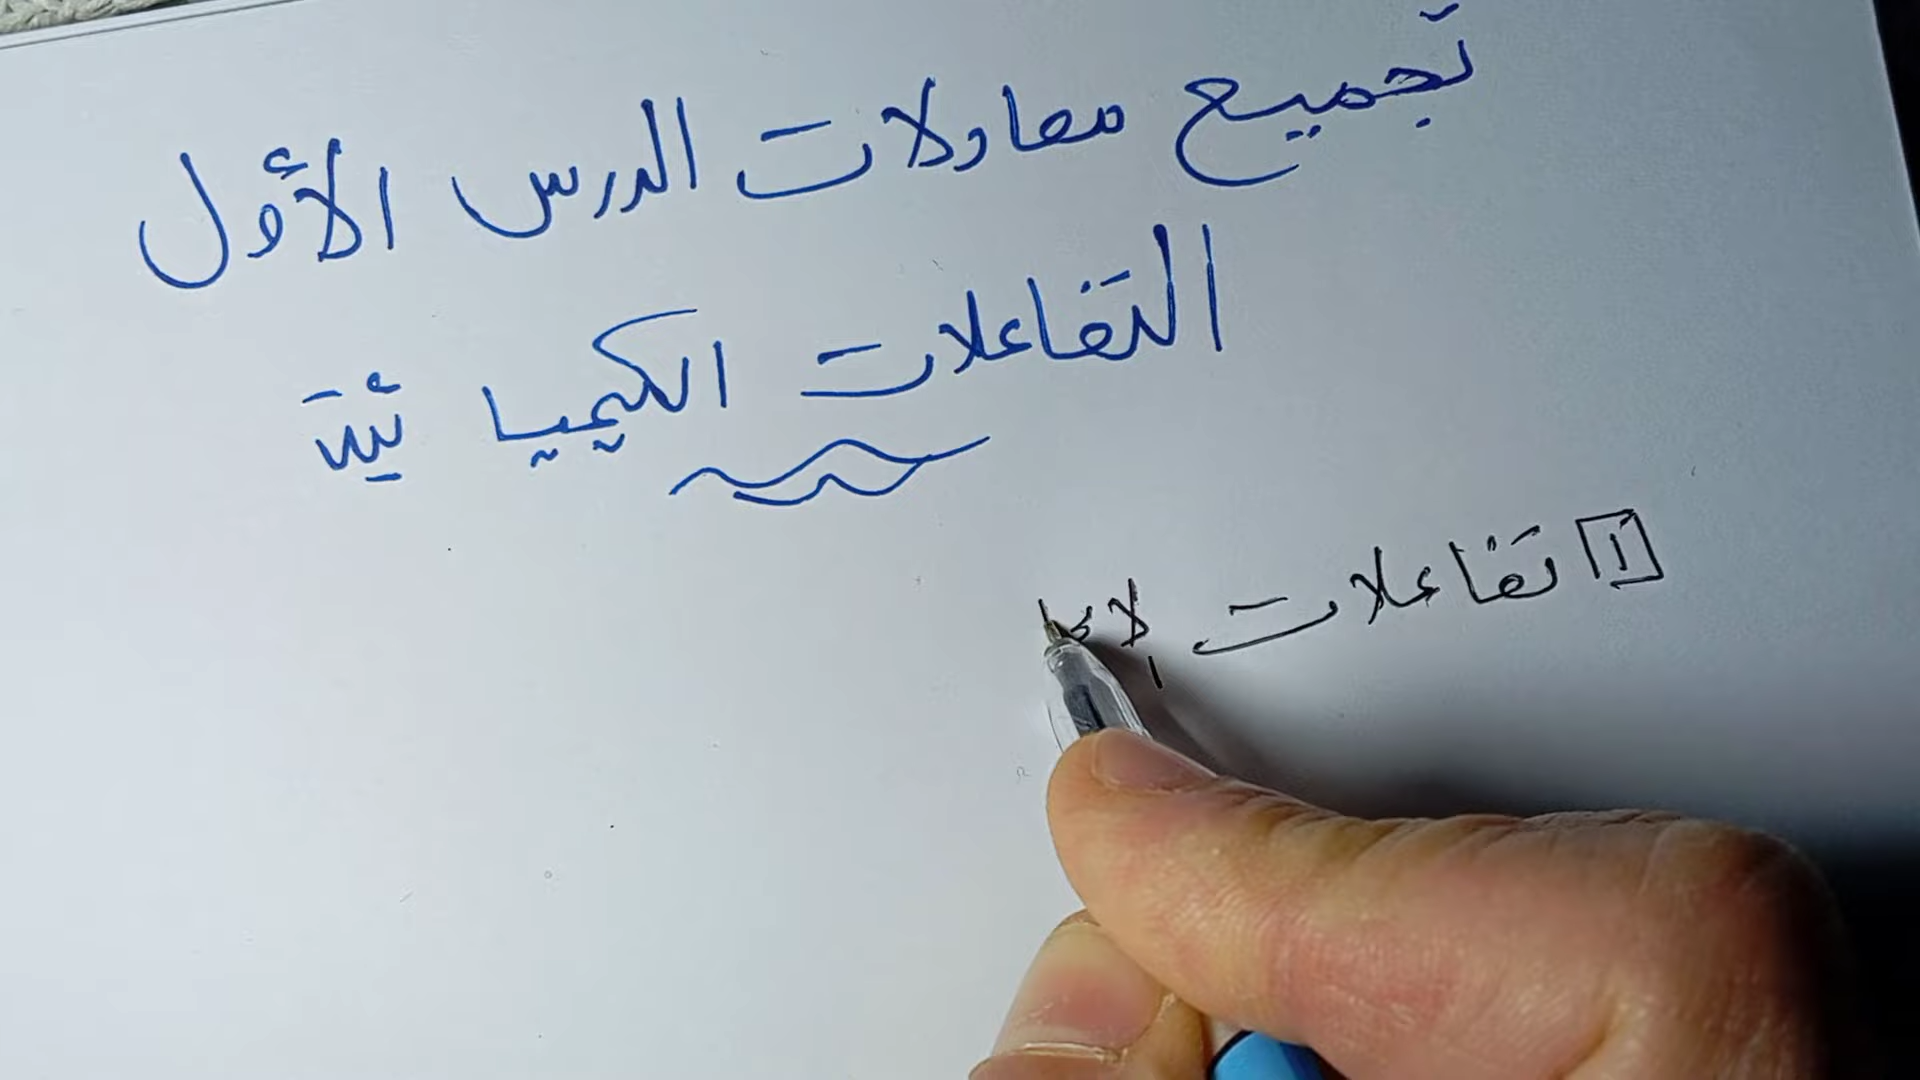 تجميع معادلات الدرس الأول
التفاعلات الكيميائية
1 تفاعلات